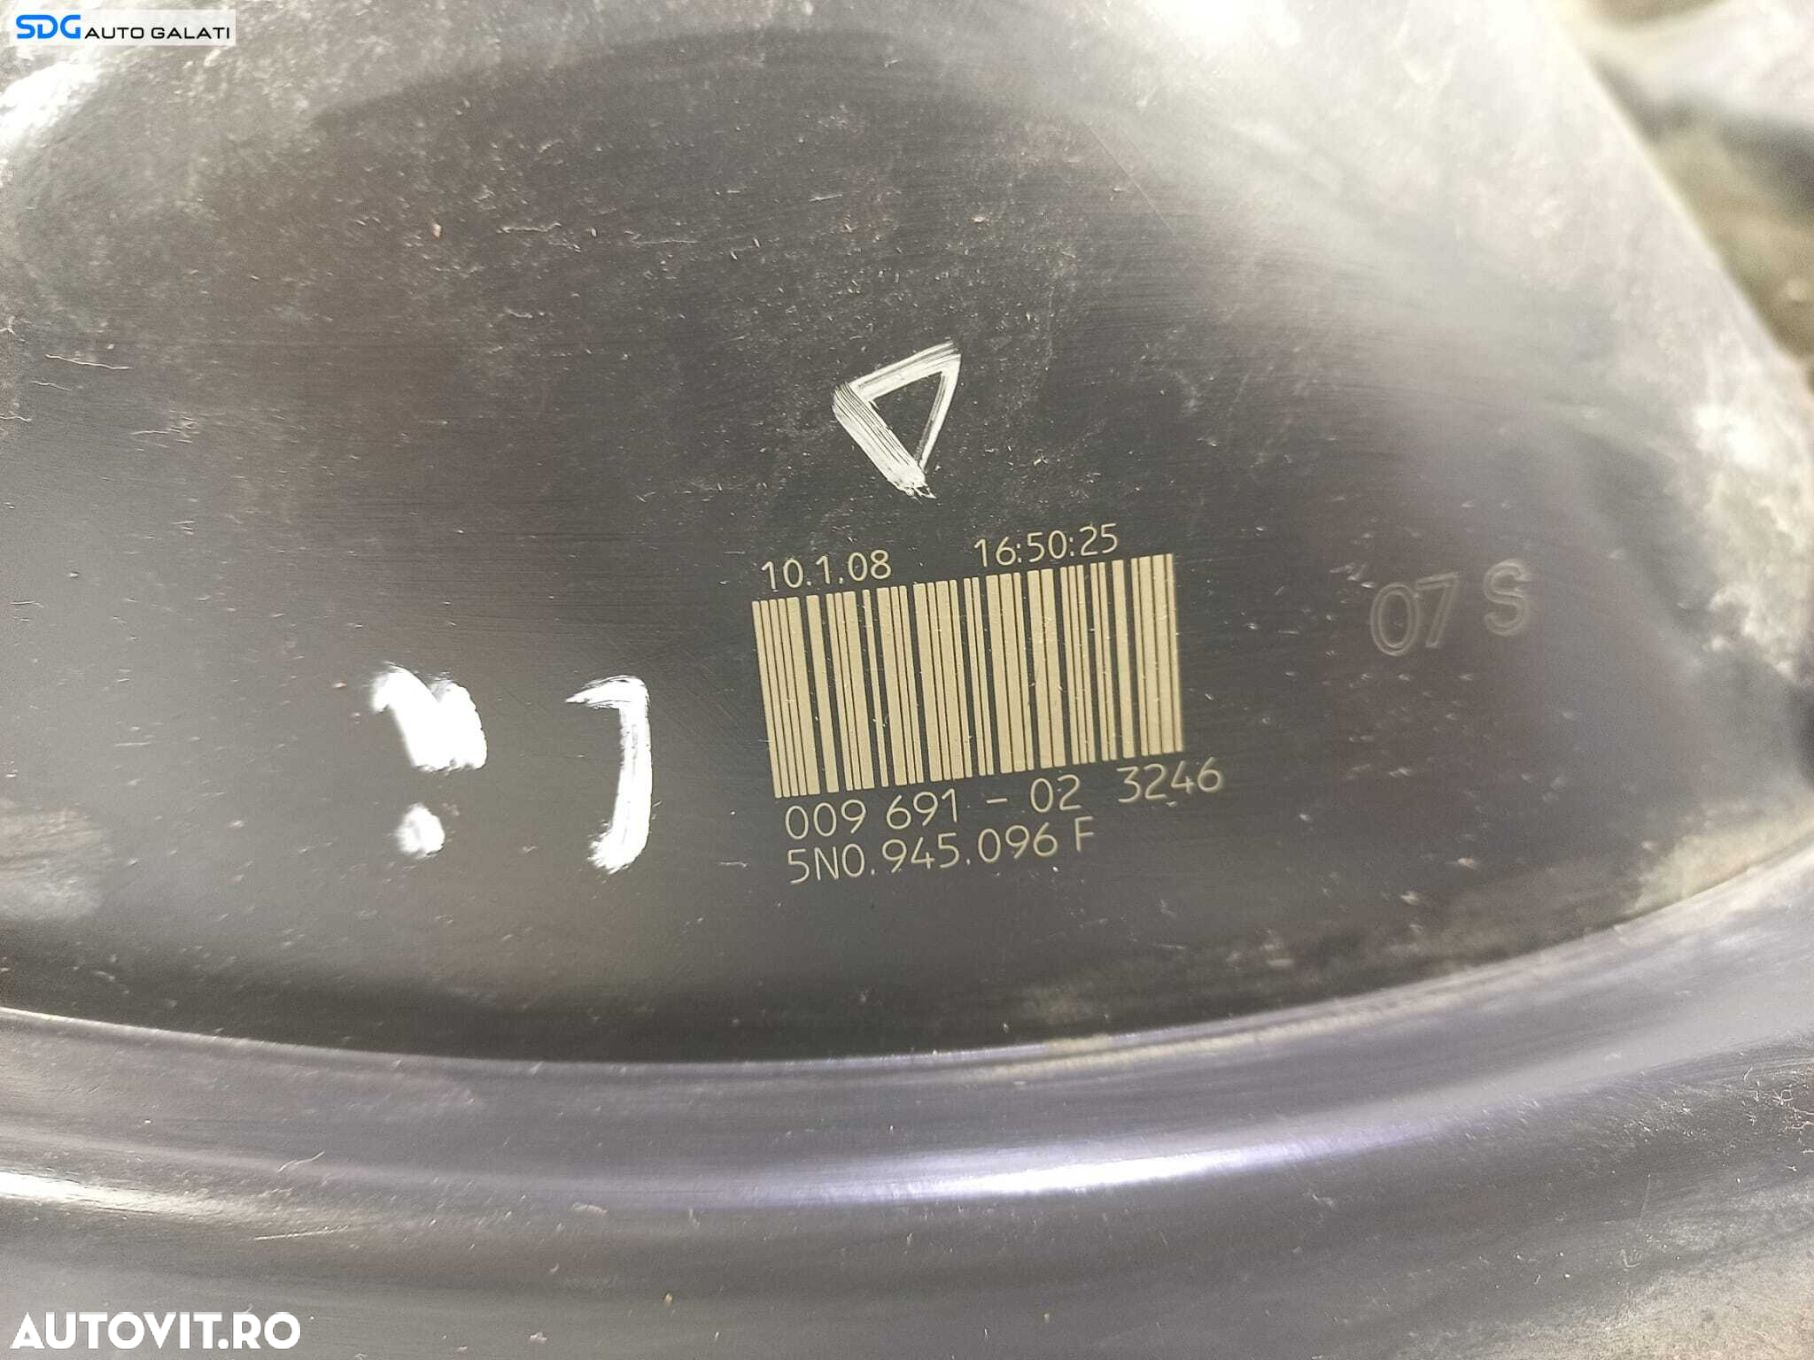 SDG AUTO GALATI
10.1.08 16:50:25
009 691 - 02 3246
5N0.945.096 F
07 S
AUTOVIT.RO